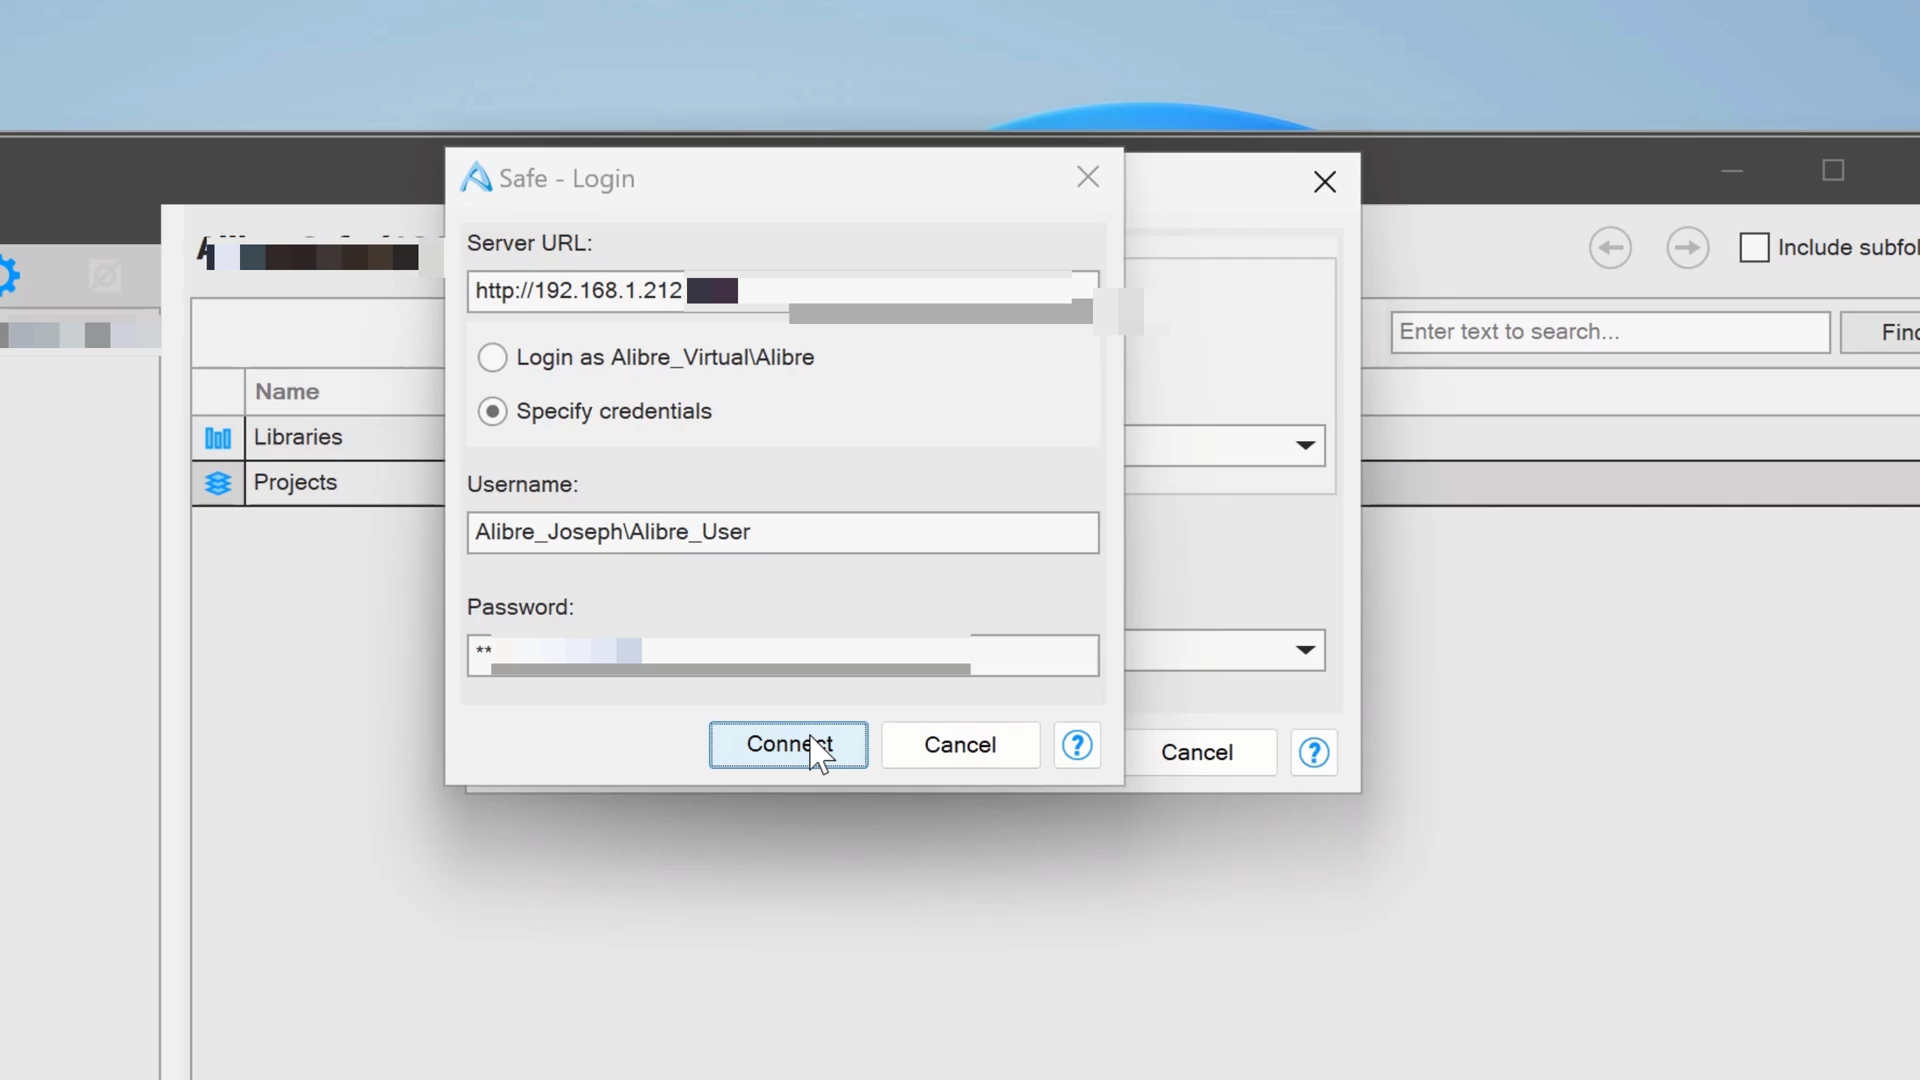 Safe - Login
Server URL:
http://192.168.1.212
Login as Alibre_Virtual\Alibre
Specify credentials
Username:
Alibre_Joseph\Alibre_User
Password:
**
Connect
Cancel
?
Cancel
?
Include subfol
Enter text to search...
Find
Name
Libraries
Projects